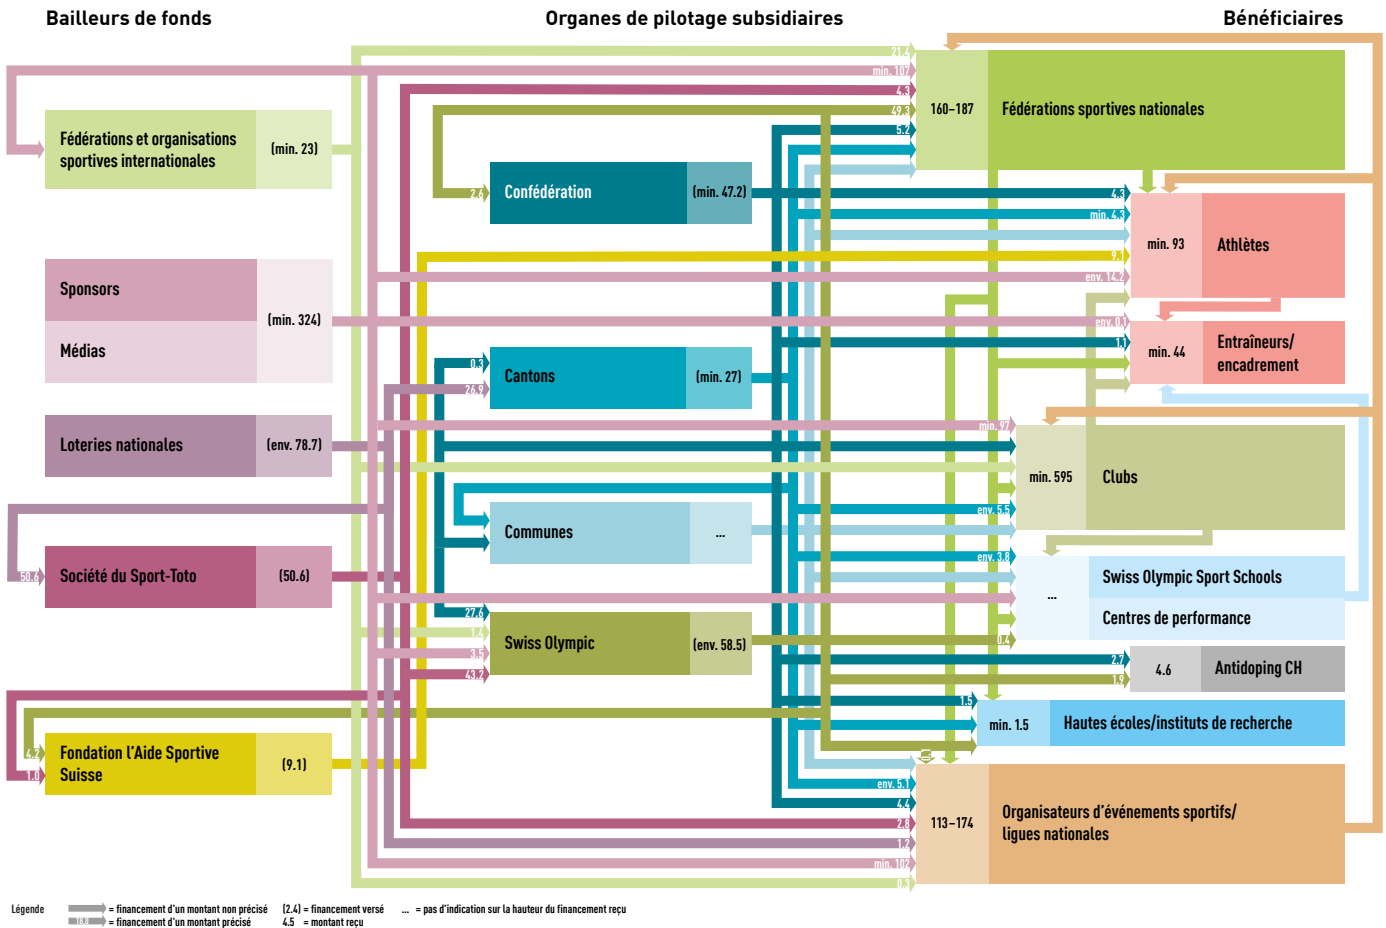 Bailleurs de fonds
Organes de pilotage subsidiaires
Bénéficiaires
21.4
min. 107
4.3
49.3
5.2
160–187
Fédérations sportives nationales
Fédérations et organisations
sportives internationales
(min. 23)
2.6
Confédération
(min. 47.2)
4.3
min. 4.3
9.1
env. 14.2
min. 93
Athlètes
Sponsors
Médias
(min. 324)
env. 0.1
1.1
min. 44
Entraîneurs/
encadrement
0.3
26.9
Cantons
(min. 27)
Loteries nationales
(env. 78.7)
min. 97
env. 5.5
min. 595
Clubs
Communes
...
50.6
Société du Sport-Toto
(50.6)
env. 3.8
0.4
...
Swiss Olympic Sport Schools
Centres de performance
27.6
1.4
3.5
43.2
Swiss Olympic
(env. 58.5)
2.7
1.9
4.6
Antidoping CH
1.5
min. 1.5
Hautes écoles/instituts de recherche
4.2
1.0
Fondation l’Aide Sportive
Suisse
(9.1)
env. 5.1
4.4
2.8
1.2
min. 102
0.3
113–174
Organisateurs d’événements sportifs/
ligues nationales
Légende
= financement d’un montant non précisé
(2.4) = financement versé
... = pas d’indication sur la hauteur du financement reçu
10.0
= financement d’un montant précisé
4.5 = montant reçu